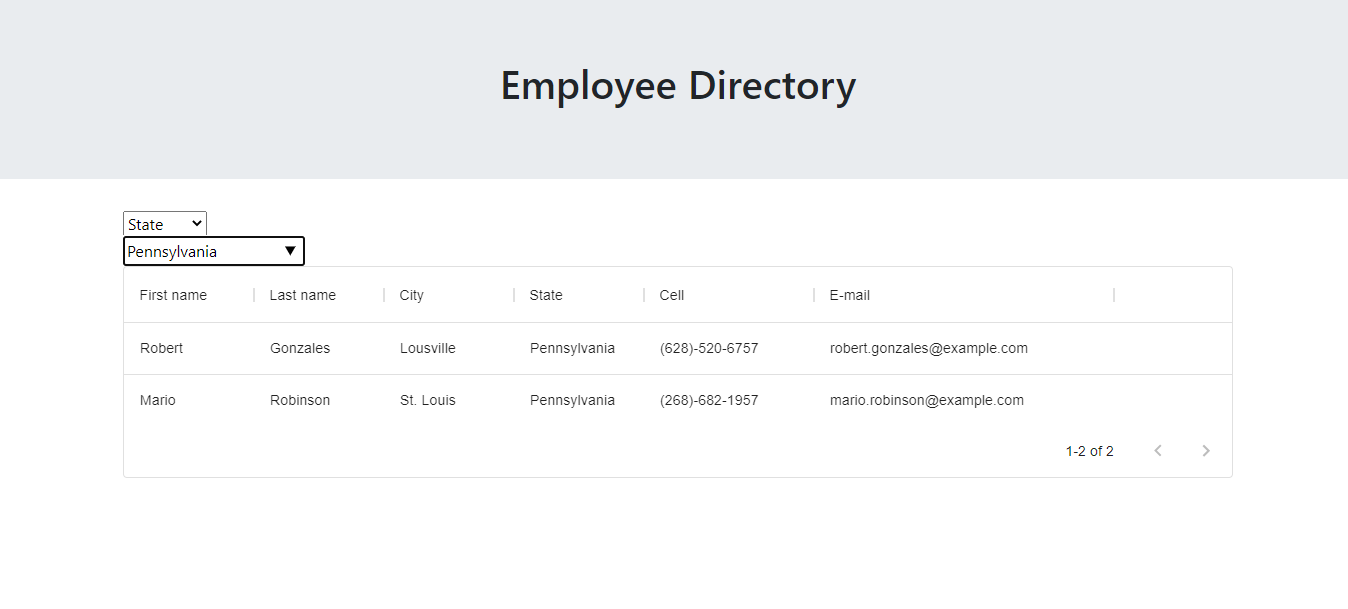 Employee Directory
State
Pennsylvania
First name Last name City State Cell E-mail
Robert Gonzales Lousville Pennsylvania (628)-520-6757 robert.gonzales@example.com
Mario Robinson St. Louis Pennsylvania (268)-682-1957 mario.robinson@example.com
1-2 of 2